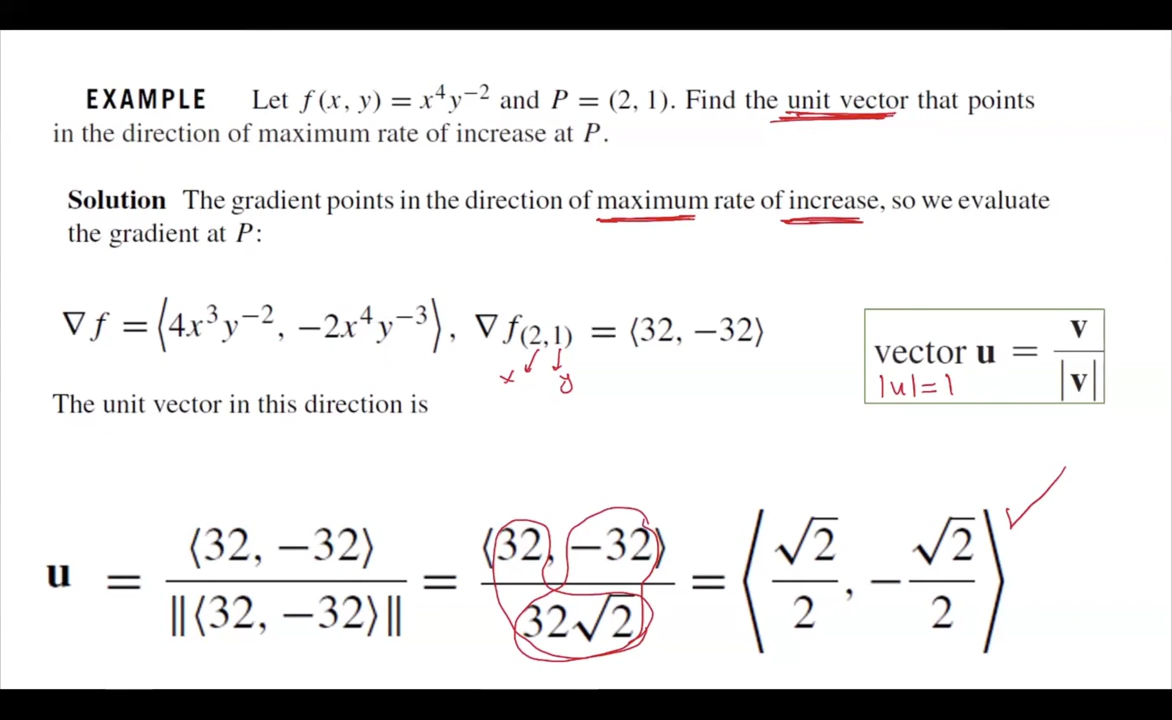 EXAMPLE Let f(x, y) = x⁴y⁻² and P = (2, 1). Find the unit vector that points
in the direction of maximum rate of increase at P.
Solution The gradient points in the direction of maximum rate of increase, so we evaluate
the gradient at P:
∇f = ⟨4x³y⁻², −2x⁴y⁻³⟩, ∇f(2,1) = ⟨32, −32⟩
x y
vector u = v / |v|
|u| = 1
The unit vector in this direction is
u = ⟨32, −32⟩ / ‖⟨32, −32⟩‖ = ⟨32, −32⟩ / 32√2 = ⟨√2/2, −√2/2⟩